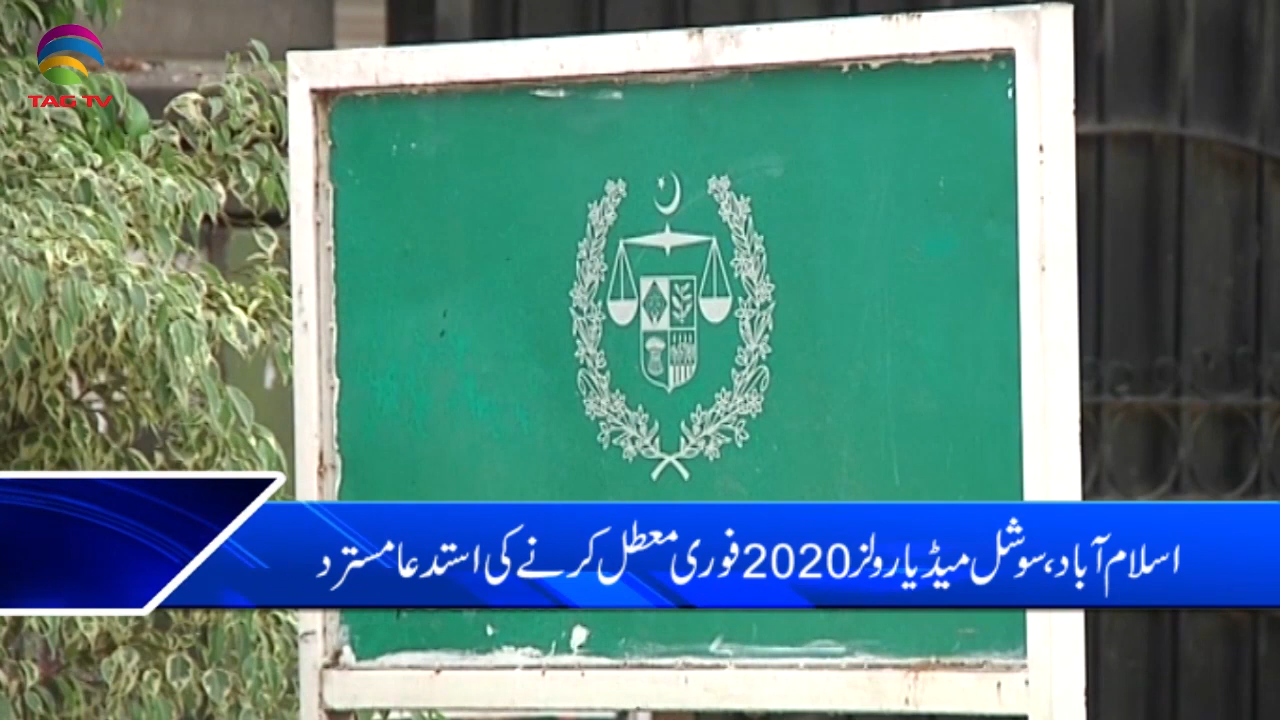 TAG TV
اسلام آباد، سوشل میڈیا رولز 2020 فوری معطل کرنے کی استدعا مسترد